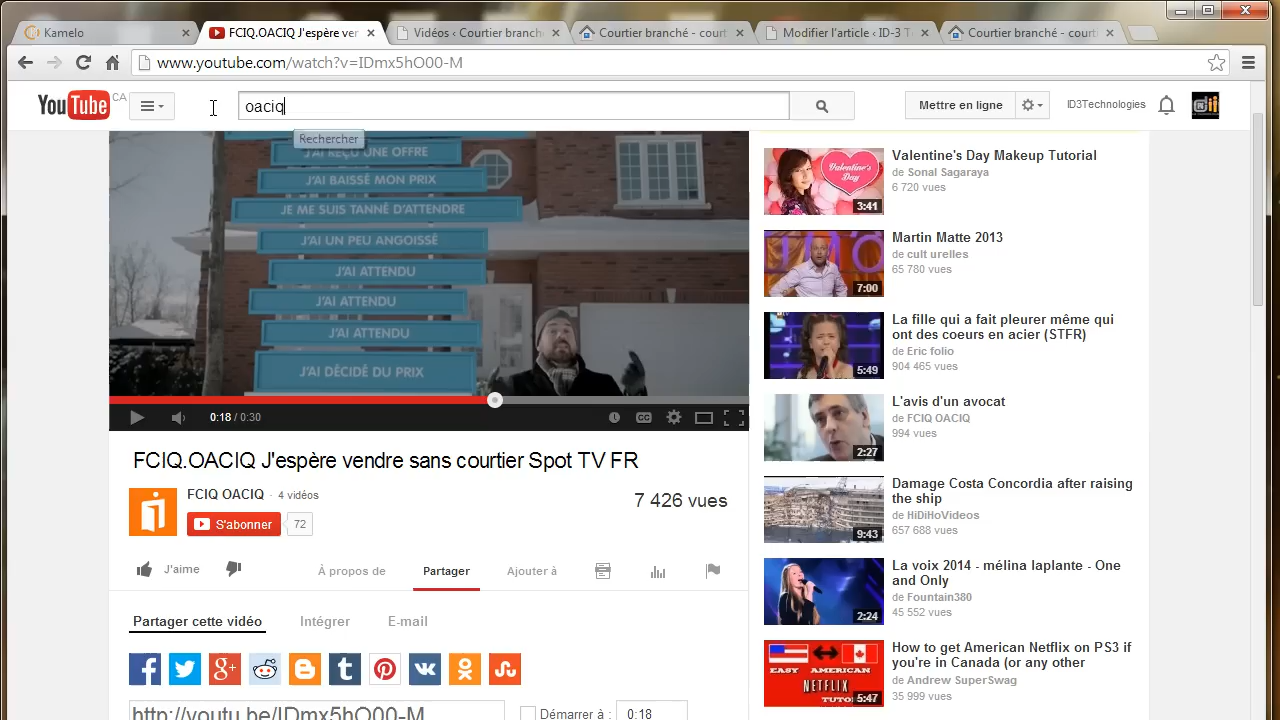 Kamelo
FCIQ.OACIQ J'espère ver
Vidéos ‹ Courtier branch
Courtier branché - court
Modifier l'article ‹ ID-3 T
Courtier branché - court
www.youtube.com/watch?v=IDmx5hO00-M
YouTube CA
oaciq
Mettre en ligne
ID3Technologies
Rechercher
J'AI REÇU UNE OFFRE
J'AI BAISSÉ MON PRIX
JE ME SUIS TANNÉ D'ATTENDRE
J'AI UN PEU ANGOISSÉ
J'AI ATTENDU
J'AI ATTENDU
J'AI ATTENDU
J'AI DÉCIDÉ DU PRIX
0:18 / 0:30
CC
FCIQ.OACIQ J'espère vendre sans courtier Spot TV FR
FCIQ OACIQ · 4 vidéos
S'abonner
72
7 426 vues
J'aime
À propos de
Partager
Ajouter à
Partager cette vidéo
Intégrer
E-mail
http://youtu.be/IDmx5hO00-M
Démarrer à :
0:18
Valentine's Day
3:41
Valentine's Day Makeup Tutorial
de Sonal Sagaraya
6 720 vues
7:00
Martin Matte 2013
de cult urelles
65 780 vues
5:49
La fille qui a fait pleurer même qui
ont des coeurs en acier (STFR)
de Eric folio
904 465 vues
2:27
L'avis d'un avocat
de FCIQ OACIQ
994 vues
9:43
Damage Costa Concordia after raising
the ship
de HiDiHoVideos
657 688 vues
2:24
La voix 2014 - mélina laplante - One
and Only
de Fountain380
45 552 vues
EASY AMERICAN
NETFLIX
5:47
How to get American Netflix on PS3 if
you're in Canada (or any other
de Andrew SuperSwag
35 999 vues